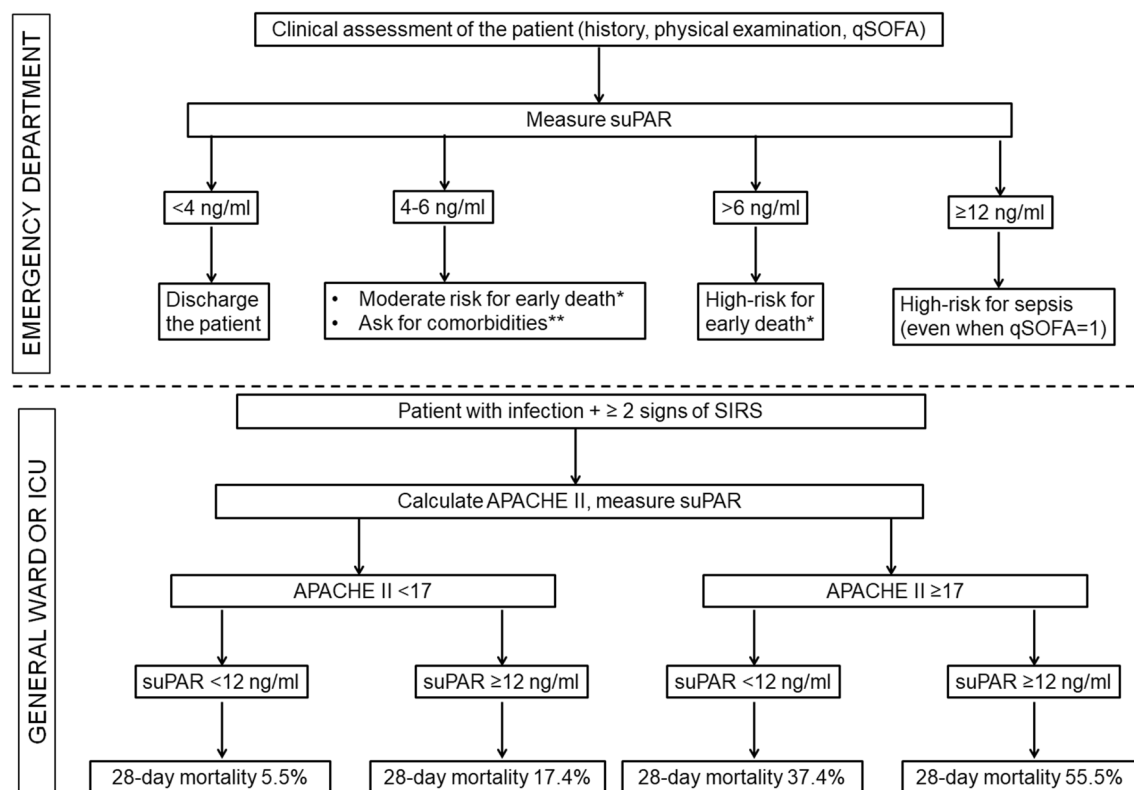 EMERGENCY DEPARTMENT
Clinical assessment of the patient (history, physical examination, qSOFA)
Measure suPAR
<4 ng/ml
4-6 ng/ml
>6 ng/ml
≥12 ng/ml
Discharge
the patient
• Moderate risk for early death*
• Ask for comorbidities**
High-risk for
early death*
High-risk for sepsis
(even when qSOFA=1)
GENERAL WARD OR ICU
Patient with infection + ≥ 2 signs of SIRS
Calculate APACHE II, measure suPAR
APACHE II <17
APACHE II ≥17
suPAR <12 ng/ml
suPAR ≥12 ng/ml
suPAR <12 ng/ml
suPAR ≥12 ng/ml
28-day mortality 5.5%
28-day mortality 17.4%
28-day mortality 37.4%
28-day mortality 55.5%